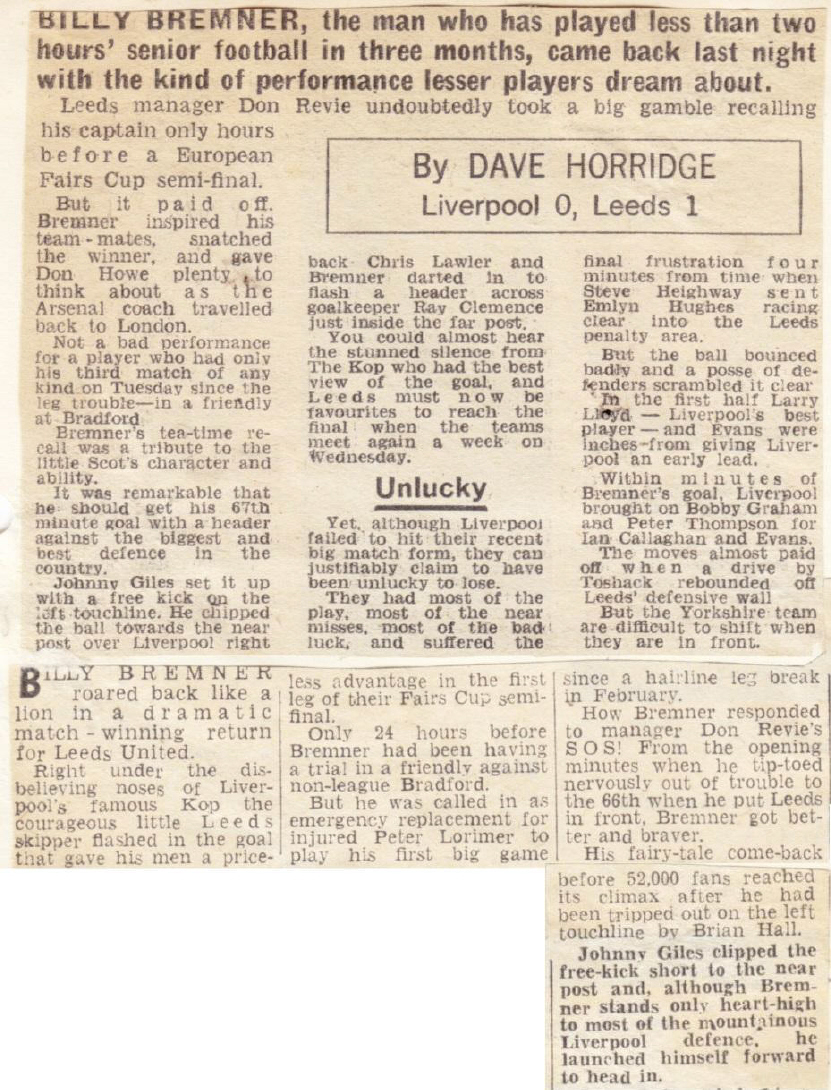 BILLY BREMNER, the man who has played less than two
hours' senior football in three months, came back last night
with the kind of performance lesser players dream about.
Leeds manager Don Revie undoubtedly took a big gamble recalling
his captain only hours
before a European
Fairs Cup semi-final.
But it paid off.
Bremner inspired his
team-mates, snatched
the winner, and gave
Don Howe plenty to
think about as the
Arsenal coach travelled
back to London.
Not a bad performance
for a player who had only
his third match of any
kind on Tuesday since the
leg trouble—in a friendly
at Bradford
Bremner's tea-time re-
call was a tribute to the
little Scot's character and
ability.
It was remarkable that
he should get his 67th
minute goal with a header
against the biggest and
best defence in the
country.
Johnny Giles set it up
with a free kick on the
left touchline. He chipped
the ball towards the near
post over Liverpool right
By DAVE HORRIDGE
Liverpool 0, Leeds 1
back Chris Lawler and
Bremner darted in to
flash a header across
goalkeeper Ray Clemence
just inside the far post.
You could almost hear
the stunned silence from
The Kop who had the best
view of the goal, and
Leeds must now be
favourites to reach the
final when the teams
meet again a week on
Wednesday.
Unlucky
Yet, although Liverpool
failed to hit their recent
big match form, they can
justifiably claim to have
been unlucky to lose.
They had most of the
play, most of the near
misses, most of the bad
luck, and suffered the
final frustration four
minutes from time when
Steve Heighway sent
Emlyn Hughes racing
clear into the Leeds
penalty area.
But the ball bounced
badly and a posse of de-
fenders scrambled it clear
In the first half Larry
Lloyd — Liverpool's best
player — and Evans were
inches from giving Liver-
pool an early lead.
Within minutes of
Bremner's goal, Liverpool
brought on Bobby Graham
and Peter Thompson for
Ian Callaghan and Evans.
The moves almost paid
off when a drive by
Toshack rebounded off
Leeds' defensive wall
But the Yorkshire team
are difficult to shift when
they are in front.
BILLY BREMNER
roared back like a
lion in a dramatic
match-winning return
for Leeds United.
Right under the dis-
believing noses of Liver-
pool's famous Kop the
courageous little Leeds
skipper flashed in the goal
that gave his men a price-
less advantage in the first
leg of their Fairs Cup semi-
final.
Only 24 hours before
Bremner had been having
a trial in a friendly against
non-league Bradford.
But he was called in as
emergency replacement for
injured Peter Lorimer to
play his first big game
since a hairline leg break
in February.
How Bremner responded
to manager Don Revie's
SOS! From the opening
minutes when he tip-toed
nervously out of trouble to
the 66th when he put Leeds
in front, Bremner got bet-
ter and braver.
His fairy-tale come-back
before 52,000 fans reached
its climax after he had
been tripped out on the left
touchline by Brian Hall.
Johnny Giles clipped the
free-kick short to the near
post and, although Brem-
ner stands only heart-high
to most of the mountainous
Liverpool defence, he
launched himself forward
to head in.